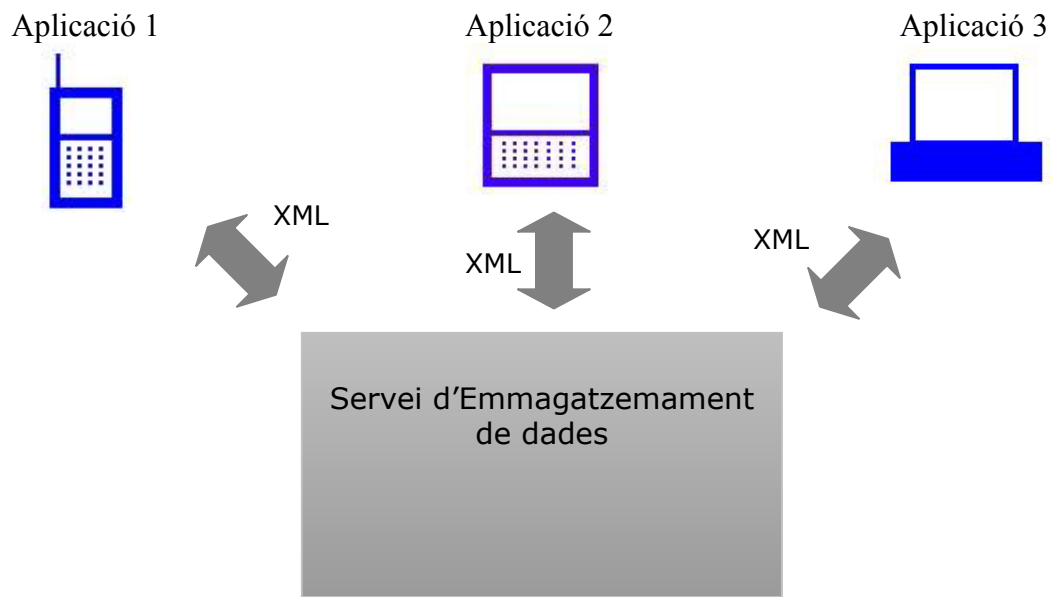 Aplicació 1
Aplicació 2
Aplicació 3
XML
XML
XML
Servei d’Emmagatzemament
de dades